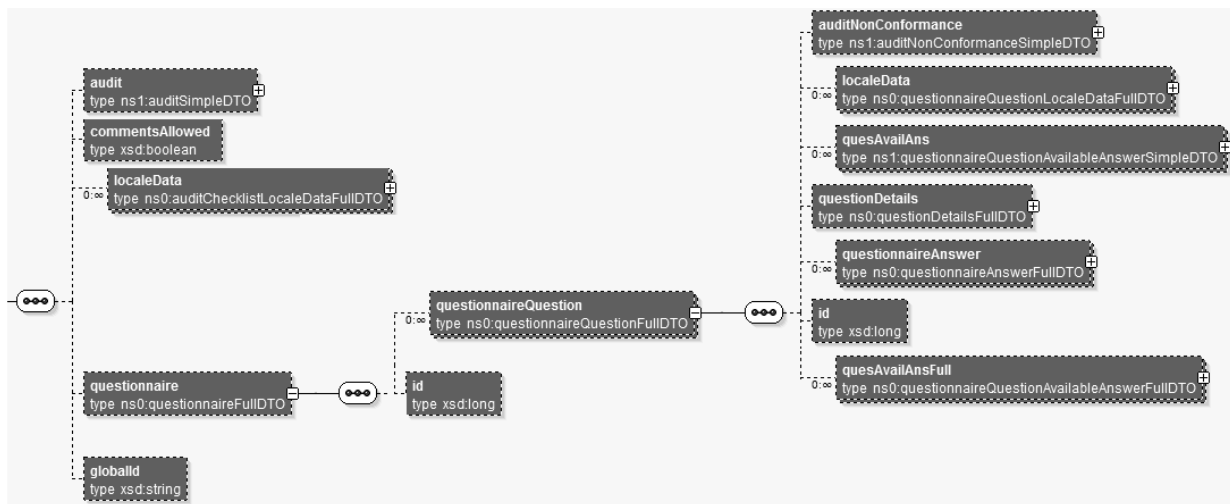 audit
type ns1:auditSimpleDTO
commentsAllowed
type xsd:boolean
localeData
0:∞
type ns0:auditChecklistLocaleDataFullDTO
questionnaire
type ns0:questionnaireFullDTO
globalId
type xsd:string
questionnaireQuestion
0:∞
type ns0:questionnaireQuestionFullDTO
id
type xsd:long
auditNonConformance
type ns1:auditNonConformanceSimpleDTO
localeData
0:∞
type ns0:questionnaireQuestionLocaleDataFullDTO
quesAvailAns
0:∞
type ns1:questionnaireQuestionAvailableAnswerSimpleDTO
questionDetails
type ns0:questionDetailsFullDTO
questionnaireAnswer
0:∞
type ns0:questionnaireAnswerFullDTO
id
type xsd:long
quesAvailAnsFull
0:∞
type ns0:questionnaireQuestionAvailableAnswerFullDTO